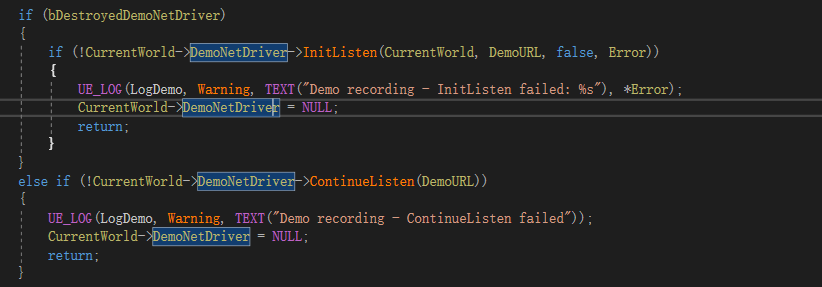 if (bDestroyedDemoNetDriver)
{
if (!CurrentWorld->DemoNetDriver->InitListen(CurrentWorld, DemoURL, false, Error))
{
UE_LOG(LogDemo, Warning, TEXT("Demo recording - InitListen failed: %s"), *Error);
CurrentWorld->DemoNetDriver = NULL;
return;
}
}
else if (!CurrentWorld->DemoNetDriver->ContinueListen(DemoURL))
{
UE_LOG(LogDemo, Warning, TEXT("Demo recording - ContinueListen failed"));
CurrentWorld->DemoNetDriver = NULL;
return;
}